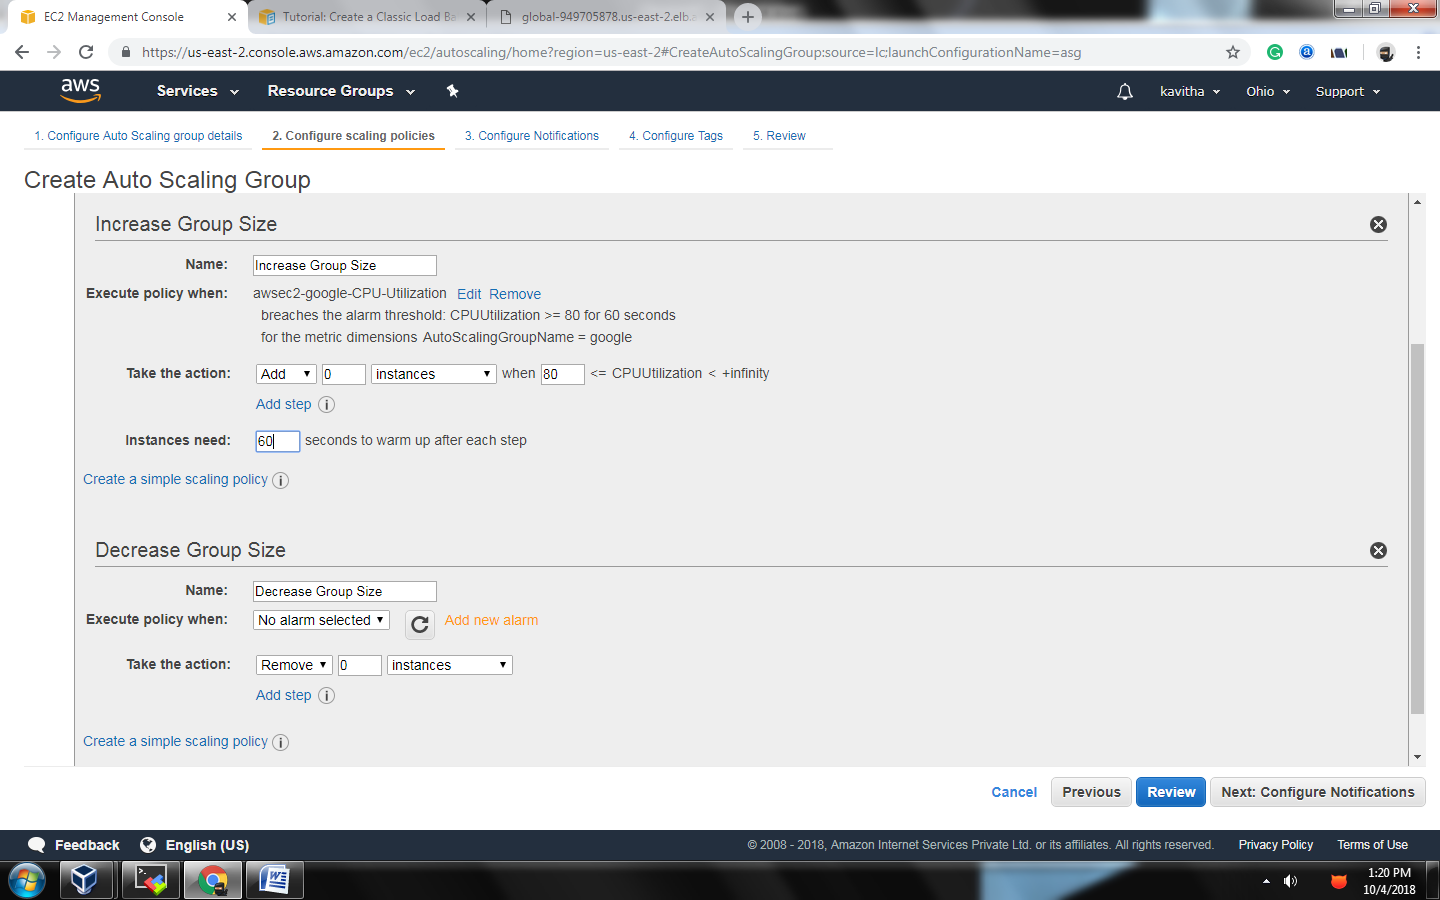 EC2 Management Console
Tutorial: Create a Classic Load Ba
global-949705878.us-east-2.elb.a
https://us-east-2.console.aws.amazon.com/ec2/autoscaling/home?region=us-east-2#CreateAutoScalingGroup:source=lc;launchConfigurationName=asg
aws Services Resource Groups kavitha Ohio Support
1. Configure Auto Scaling group details 2. Configure scaling policies 3. Configure Notifications 4. Configure Tags 5. Review
Create Auto Scaling Group
Increase Group Size
Name: Increase Group Size
Execute policy when: awsec2-google-CPU-Utilization Edit Remove
breaches the alarm threshold: CPUUtilization >= 80 for 60 seconds
for the metric dimensions AutoScalingGroupName = google
Take the action: Add 0 instances when 80 <= CPUUtilization < +infinity
Add step i
Instances need: 60 seconds to warm up after each step
Create a simple scaling policy i
Decrease Group Size
Name: Decrease Group Size
Execute policy when: No alarm selected Add new alarm
Take the action: Remove 0 instances
Add step i
Create a simple scaling policy i
Cancel Previous Review Next: Configure Notifications
Feedback English (US) © 2008 - 2018, Amazon Internet Services Private Ltd. or its affiliates. All rights reserved. Privacy Policy Terms of Use
1:20 PM
10/4/2018